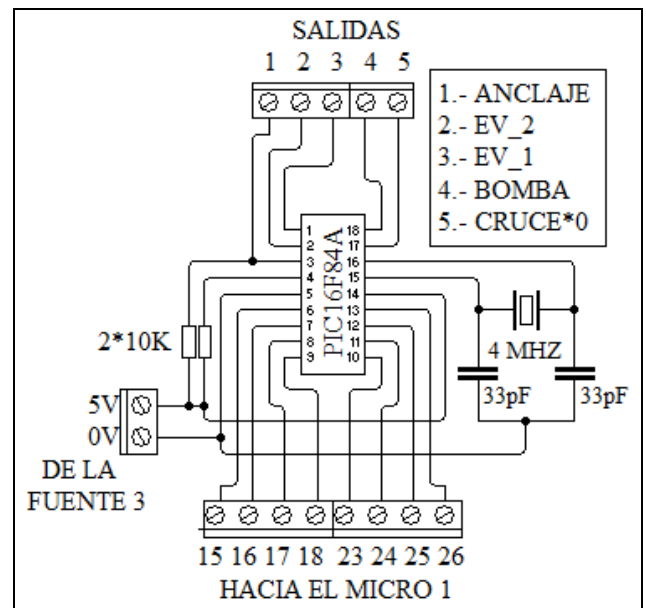 SALIDAS
1 2 3 4 5
1.- ANCLAJE
2.- EV_2
3.- EV_1
4.- BOMBA
5.- CRUCE*0
PIC16F84A
1 18
2 17
3 16
4 15
5 14
6 13
7 12
8 11
9 10
2*10K
4 MHZ
33pF 33pF
5V
0V
DE LA
FUENTE 3
15 16 17 18 23 24 25 26
HACIA EL MICRO 1